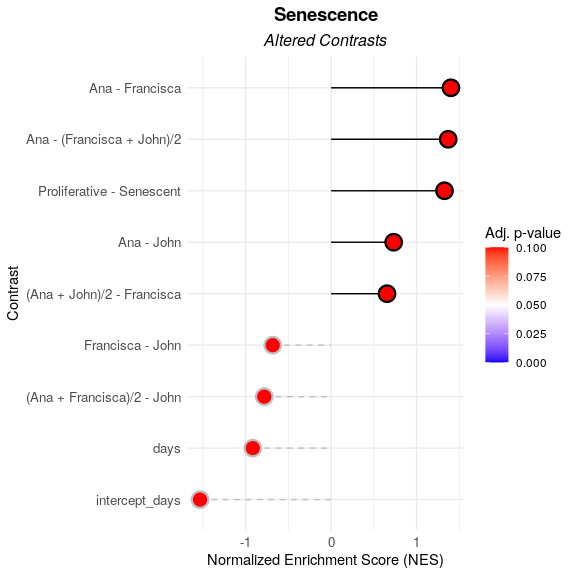 Senescence
Altered Contrasts
Contrast
Ana - Francisca
Ana - (Francisca + John)/2
Proliferative - Senescent
Ana - John
(Ana + John)/2 - Francisca
Francisca - John
(Ana + Francisca)/2 - John
days
intercept_days
-1 0 1
Normalized Enrichment Score (NES)
Adj. p-value
0.100
0.075
0.050
0.025
0.000